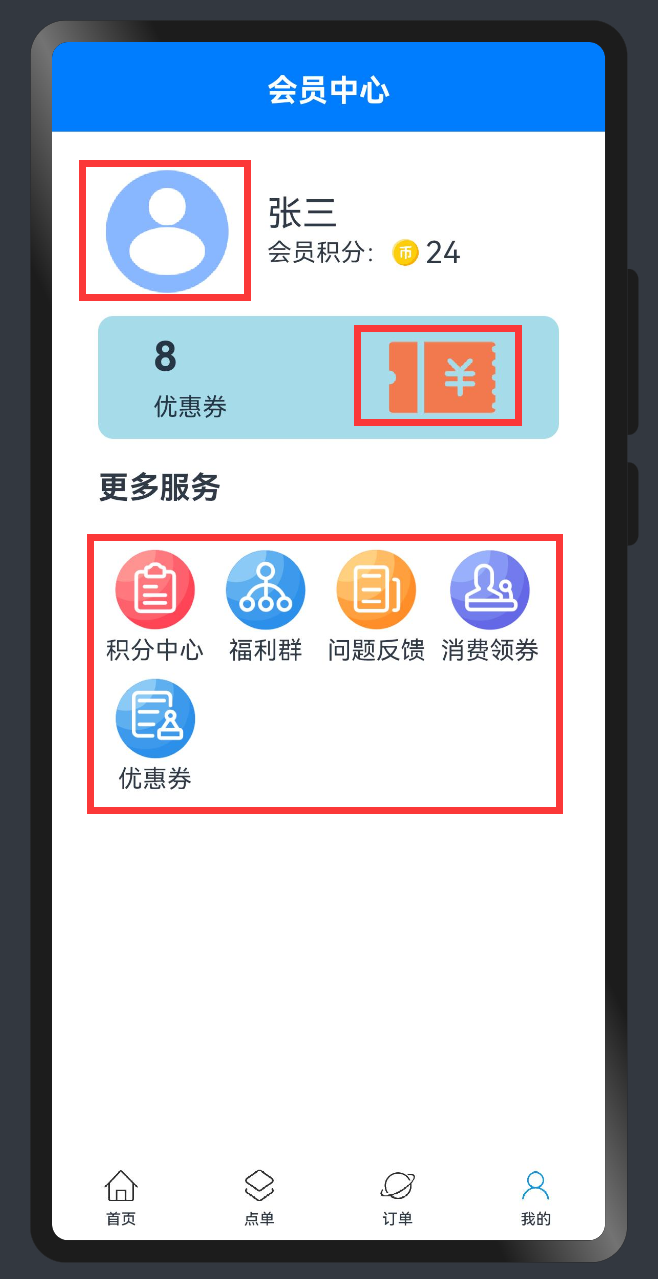 会员中心
张三
会员积分： 币 24
8
优惠券
¥
更多服务
积分中心 福利群 问题反馈 消费领券
优惠券
首页 点单 订单 我的